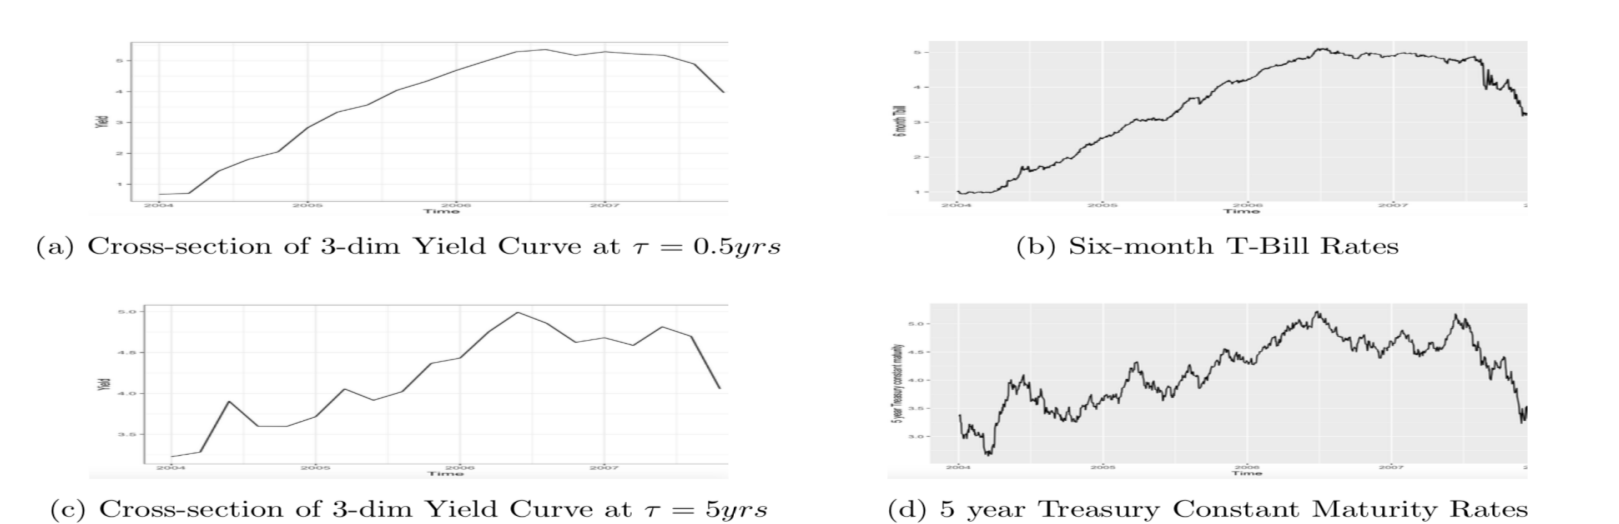 5
4
3
2
1
Yield
2004 2005 2006 2007
Time
(a) Cross-section of 3-dim Yield Curve at τ = 0.5yrs
5
4
3
2
1
6 month Tbill
2004 2005 2006 2007 2
Time
(b) Six-month T-Bill Rates
5.0
4.5
4.0
3.5
Yield
2004 2005 2006 2007
Time
(c) Cross-section of 3-dim Yield Curve at τ = 5yrs
5.0
4.5
4.0
3.5
3.0
5 year Treasury constant maturity
2004 2005 2006 2007 2
Time
(d) 5 year Treasury Constant Maturity Rates